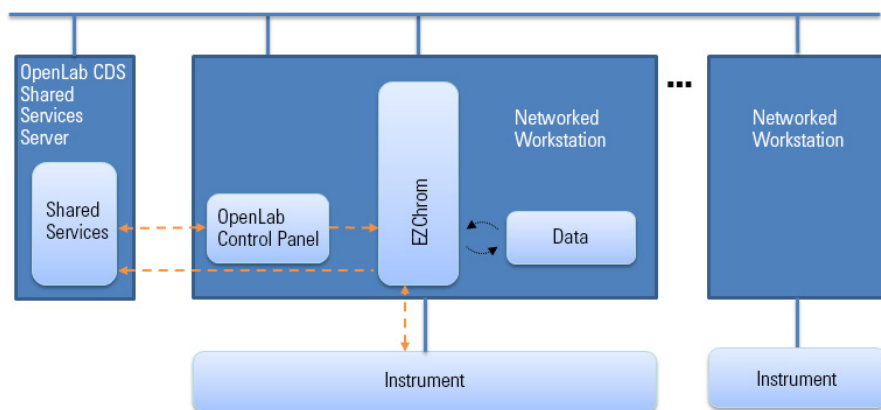 OpenLab CDS
Shared
Services
Server
Shared
Services
OpenLab
Control Panel
EZChrom
Networked
Workstation
Data
Instrument
...
Networked
Workstation
Instrument